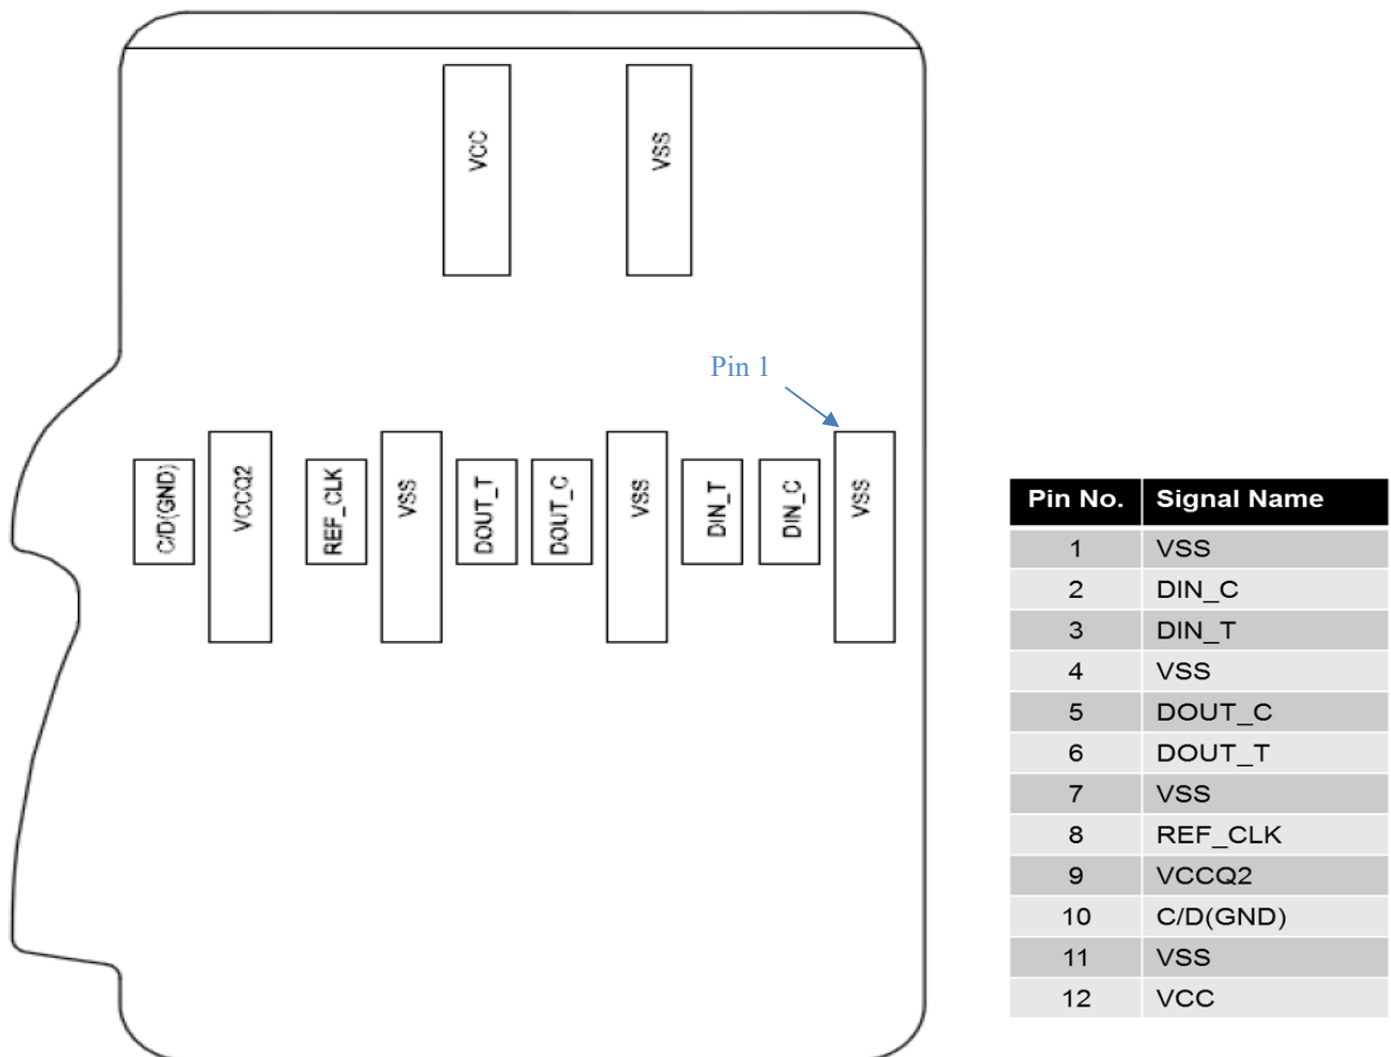 VCC
VSS
Pin 1
C/D(GND)
VCCQ2
REF_CLK
VSS
DOUT_T
DOUT_C
VSS
DIN_T
DIN_C
VSS
Pin No. Signal Name
1 VSS
2 DIN_C
3 DIN_T
4 VSS
5 DOUT_C
6 DOUT_T
7 VSS
8 REF_CLK
9 VCCQ2
10 C/D(GND)
11 VSS
12 VCC